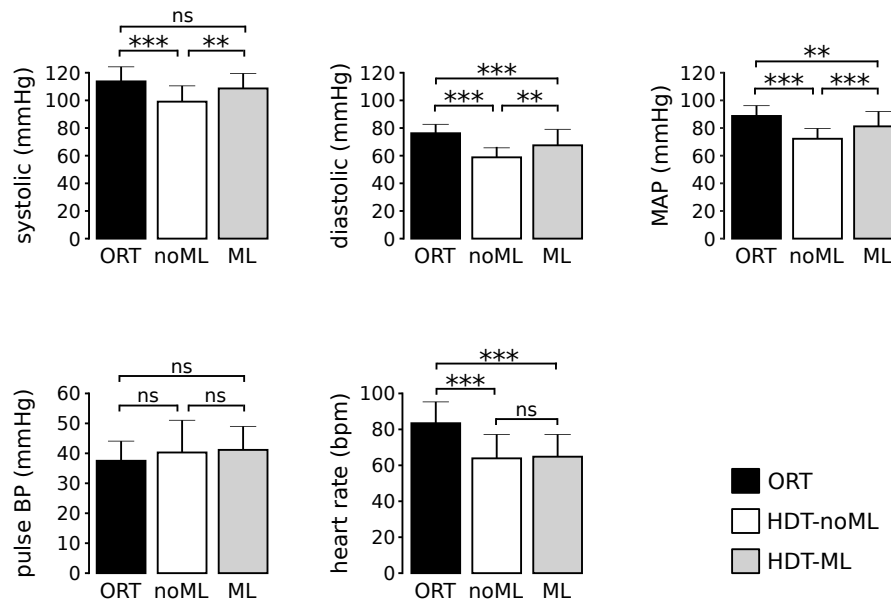 ns
*** **
systolic (mmHg)
120
100
80
60
40
20
0
ORT noML ML
***
*** **
diastolic (mmHg)
120
100
80
60
40
20
0
ORT noML ML
**
*** ***
MAP (mmHg)
120
100
80
60
40
20
0
ORT noML ML
ns
ns ns
pulse BP (mmHg)
60
50
40
30
20
10
0
ORT noML ML
***
***
ns
heart rate (bpm)
100
80
60
40
20
0
ORT noML ML
ORT
HDT-noML
HDT-ML